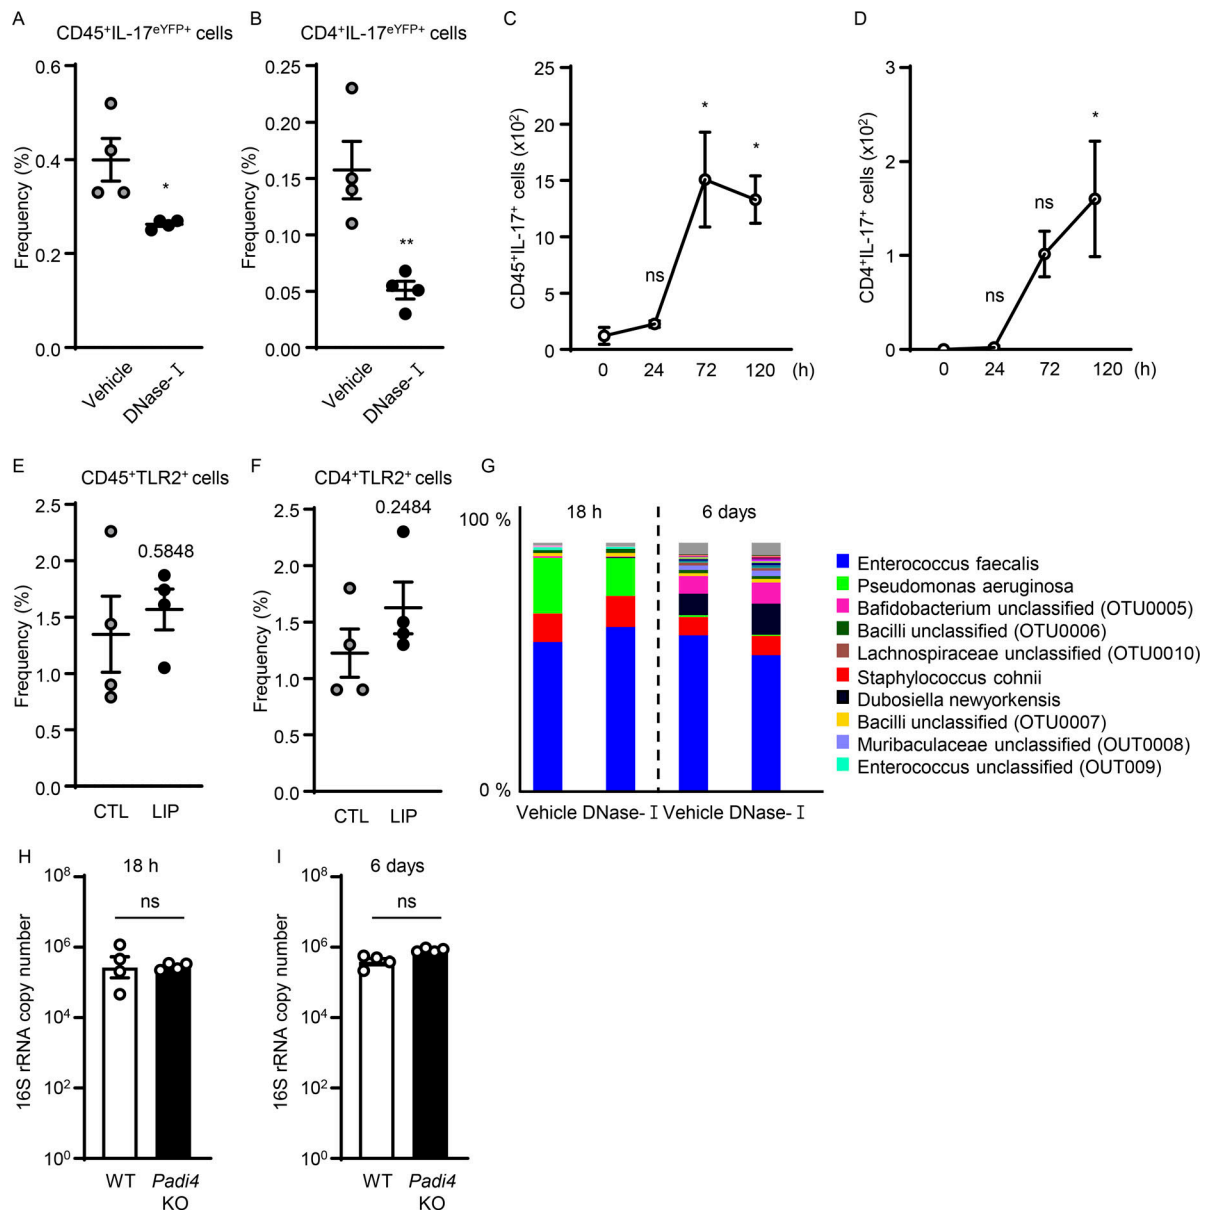 A
CD45⁺IL-17ᵉʸᶠᴾ⁺ cells
Frequency (%)
0.6
0.4
0.2
0.0
*
Vehicle
DNase-Ⅰ
B
CD4⁺IL-17ᵉʸᶠᴾ⁺ cells
Frequency (%)
0.25
0.20
0.15
0.10
0.05
0.00
**
Vehicle
DNase-Ⅰ
C
CD45⁺IL-17⁺ cells (x10²)
25
20
15
10
5
0
ns
*
*
0 24 72 120 (h)
D
CD4⁺IL-17⁺ cells (x10²)
3
2
1
0
ns
ns
*
0 24 72 120 (h)
E
CD45⁺TLR2⁺ cells
Frequency (%)
2.5
2.0
1.5
1.0
0.5
0.0
0.5848
CTL LIP
F
CD4⁺TLR2⁺ cells
Frequency (%)
2.5
2.0
1.5
1.0
0.5
0.0
0.2484
CTL LIP
G
100 %
0 %
18 h
6 days
Vehicle DNase-Ⅰ Vehicle DNase-Ⅰ
Enterococcus faecalis
Pseudomonas aeruginosa
Bafidobacterium unclassified (OTU0005)
Bacilli unclassified (OTU0006)
Lachnospiraceae unclassified (OTU0010)
Staphylococcus cohnii
Dubosiella newyorkensis
Bacilli unclassified (OTU0007)
Muribaculaceae unclassified (OUT0008)
Enterococcus unclassified (OUT009)
H
18 h
16S rRNA copy number
10⁸
10⁶
10⁴
10²
10⁰
ns
WT Padi4
KO
I
6 days
16S rRNA copy number
10⁸
10⁶
10⁴
10²
10⁰
ns
WT Padi4
KO